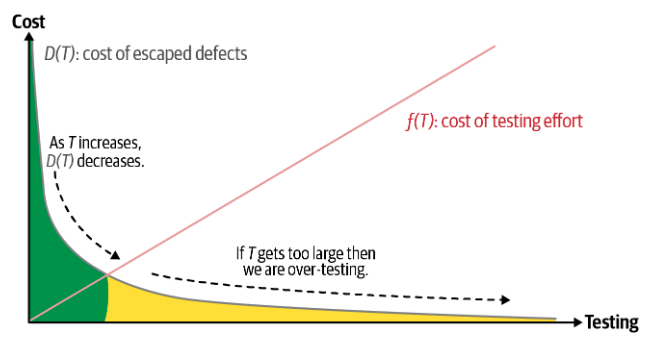 Cost
D(T): cost of escaped defects
f(T): cost of testing effort
As T increases,
D(T) decreases.
If T gets too large then
we are over-testing.
Testing